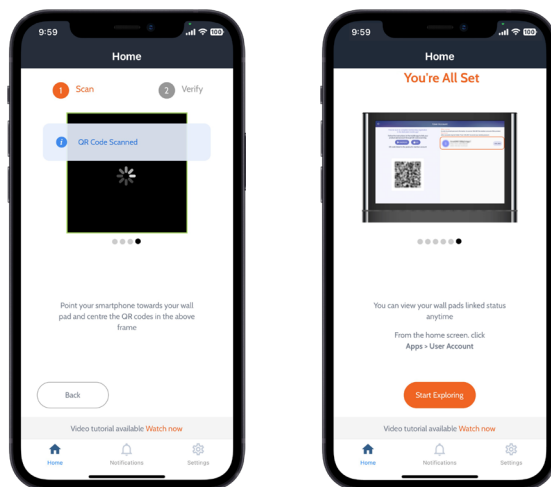 9:59
100
Home
1 Scan
2 Verify
i QR Code Scanned
Point your smartphone towards your wall
pad and centre the QR codes in the above
frame
Back
Video tutorial available Watch now
Home Notifications Settings
9:59
100
Home
You're All Set
You can view your wall pads linked status
anytime
From the home screen, click
Apps > User Account
Start Exploring
Video tutorial available Watch now
Home Notifications Settings